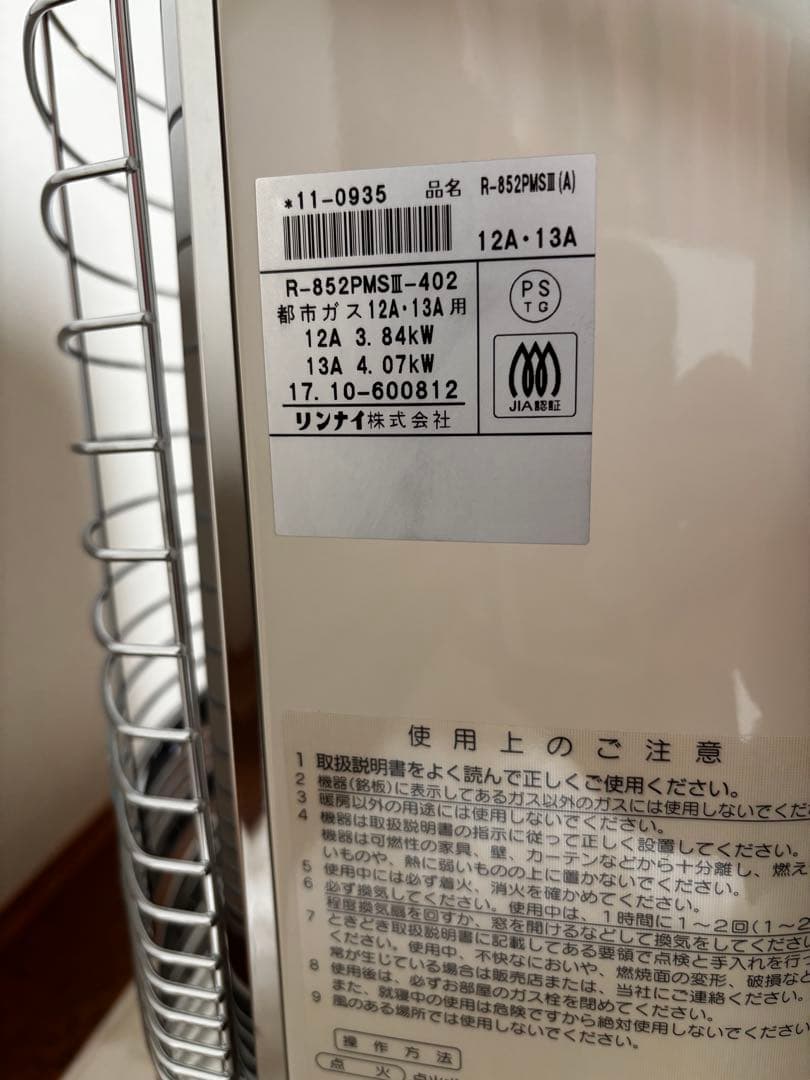 *11-0935 品名 R-852PMSⅢ(A)
12A・13A
R-852PMSⅢ-402
都市ガス12A・13A用
12A 3.84kW
13A 4.07kW
17.10-600812
リンナイ株式会社
PS
TG
JIA認証
使用上のご注意
1 取扱説明書をよく読んで正しくご使用ください。
2 機器(銘板)に表示してあるガス以外のガスには使用しないでくだ
3 暖房以外の用途には使用しないでください。
4 機器は取扱説明書の指示に従って正しく設置してください。
機器は可燃性の家具、壁、カーテンなどから十分離し、燃え
いものや、熱に弱いものの上に置かないでください。
5 使用中には必ず着火、消火を確かめてください。
6 必ず換気してください。使用中は、1時間に1〜2回(1〜2
程度換気扇を回すか、窓を開けるなどして換気をしてください
7 ときどき取扱説明書に記載してある要領で点検と手入れを行っ
ください。使用中、不快なにおいや、燃焼面の変形、破損など
常が生じている場合は販売店または、当社にご連絡ください。
8 使用後は、必ずお部屋のガス栓を閉めてください。
また、就寝中の使用は危険ですから絶対使用しないでください
9 風のある場所では使用しないでください。
操作方法
点火